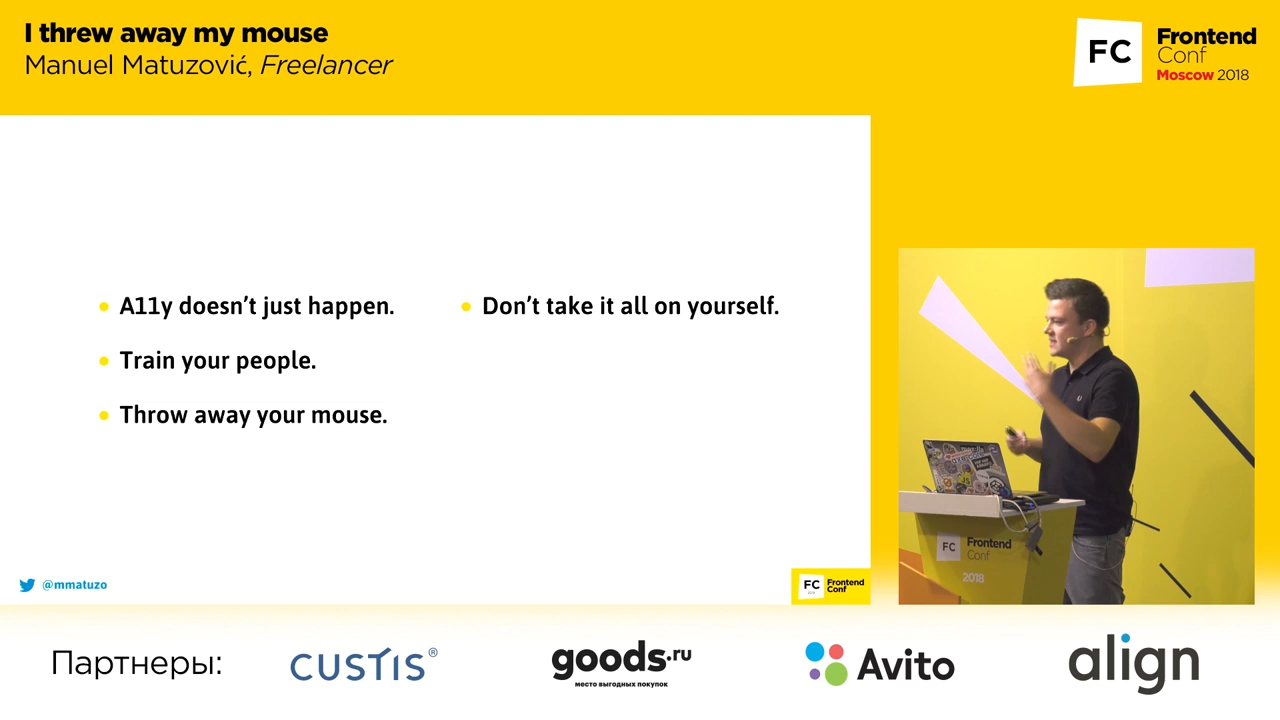 I threw away my mouse
Manuel Matuzović, Freelancer
FC
Frontend
Conf
Moscow 2018
A11y doesn’t just happen.
Train your people.
Throw away your mouse.
Don’t take it all on yourself.
@mmatuzo
FC
Frontend
Conf
FC
Frontend
Conf
2018
Партнеры:
CUSTIS®
goods.ru
место выгодных покупок
Avito
align